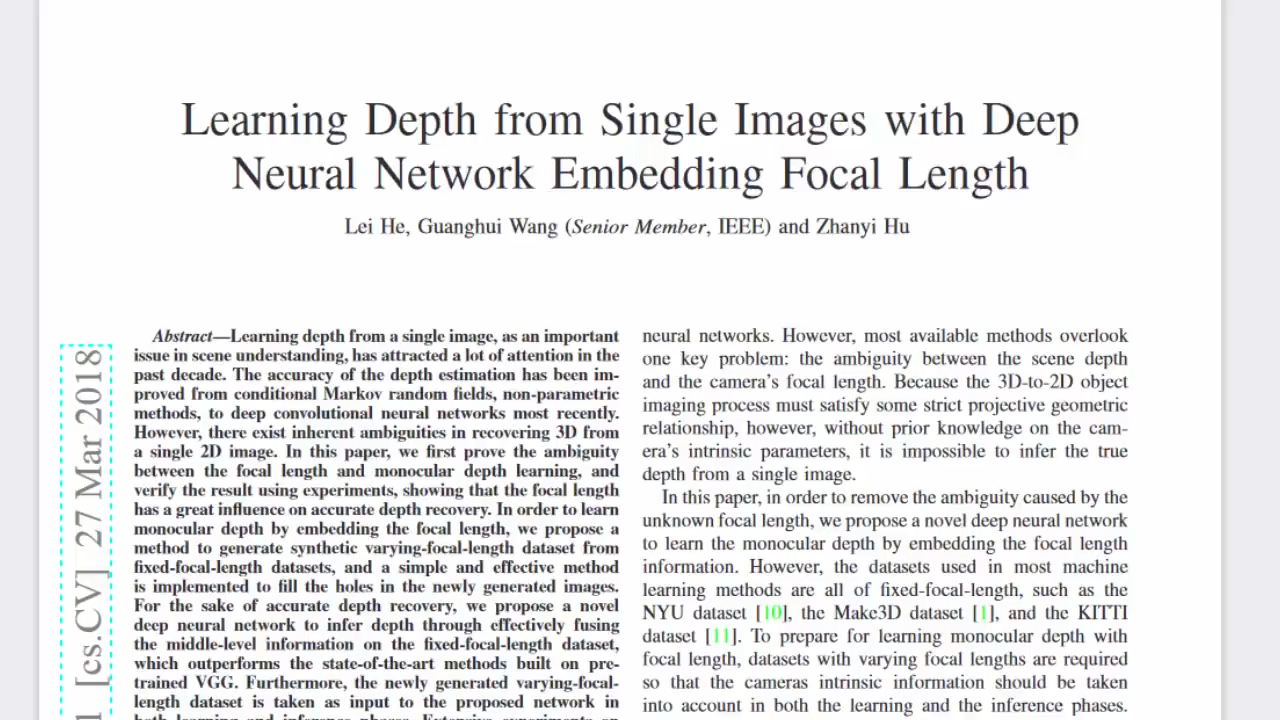 Learning Depth from Single Images with Deep
Neural Network Embedding Focal Length
Lei He, Guanghui Wang (Senior Member, IEEE) and Zhanyi Hu
1 [cs.CV] 27 Mar 2018
Abstract—Learning depth from a single image, as an important
issue in scene understanding, has attracted a lot of attention in the
past decade. The accuracy of the depth estimation has been im-
proved from conditional Markov random fields, non-parametric
methods, to deep convolutional neural networks most recently.
However, there exist inherent ambiguities in recovering 3D from
a single 2D image. In this paper, we first prove the ambiguity
between the focal length and monocular depth learning, and
verify the result using experiments, showing that the focal length
has a great influence on accurate depth recovery. In order to learn
monocular depth by embedding the focal length, we propose a
method to generate synthetic varying-focal-length dataset from
fixed-focal-length datasets, and a simple and effective method
is implemented to fill the holes in the newly generated images.
For the sake of accurate depth recovery, we propose a novel
deep neural network to infer depth through effectively fusing
the middle-level information on the fixed-focal-length dataset,
which outperforms the state-of-the-art methods built on pre-
trained VGG. Furthermore, the newly generated varying-focal-
length dataset is taken as input to the proposed network in
both learning and inference phases. Extensive experiments on
neural networks. However, most available methods overlook
one key problem: the ambiguity between the scene depth
and the camera's focal length. Because the 3D-to-2D object
imaging process must satisfy some strict projective geometric
relationship, however, without prior knowledge on the cam-
era's intrinsic parameters, it is impossible to infer the true
depth from a single image.
In this paper, in order to remove the ambiguity caused by the
unknown focal length, we propose a novel deep neural network
to learn the monocular depth by embedding the focal length
information. However, the datasets used in most machine
learning methods are all of fixed-focal-length, such as the
NYU dataset [10], the Make3D dataset [1], and the KITTI
dataset [11]. To prepare for learning monocular depth with
focal length, datasets with varying focal lengths are required
so that the cameras intrinsic information should be taken
into account in both the learning and the inference phases.